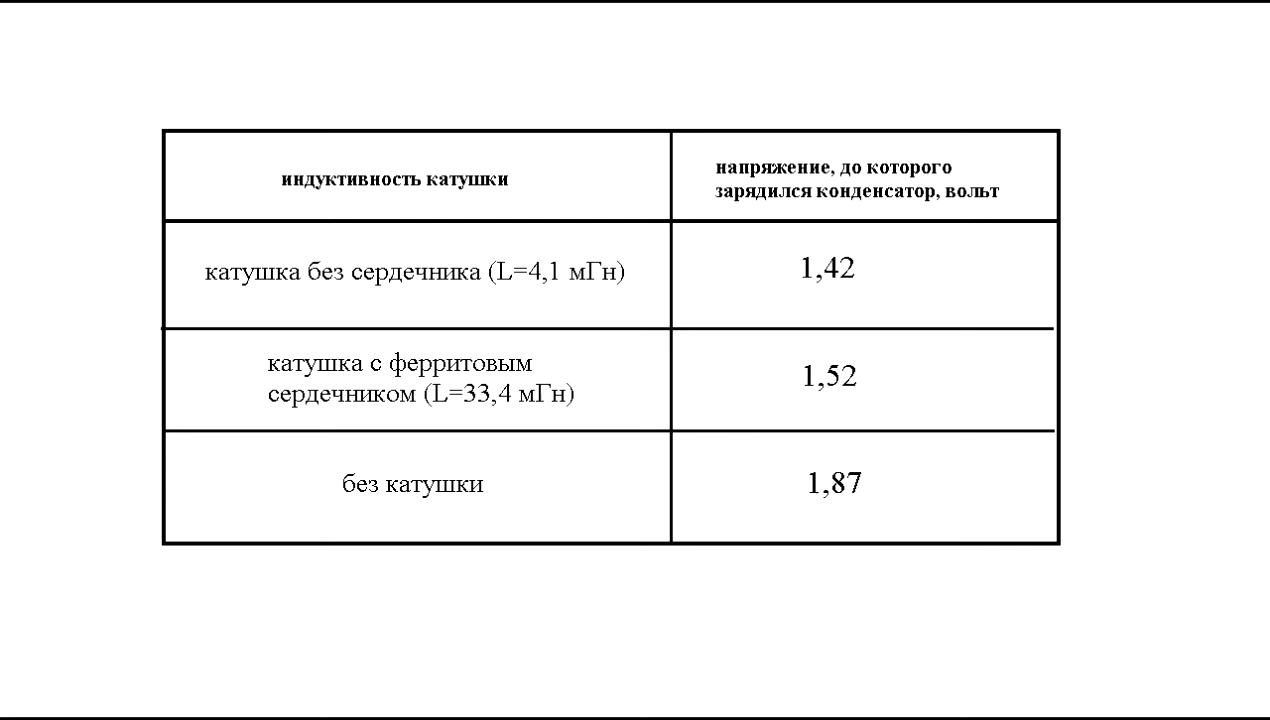 индуктивность катушки
напряжение, до которого
зарядился конденсатор, вольт
катушка без сердечника (L=4,1 мГн)
1,42
катушка с ферритовым
сердечником (L=33,4 мГн)
1,52
без катушки
1,87